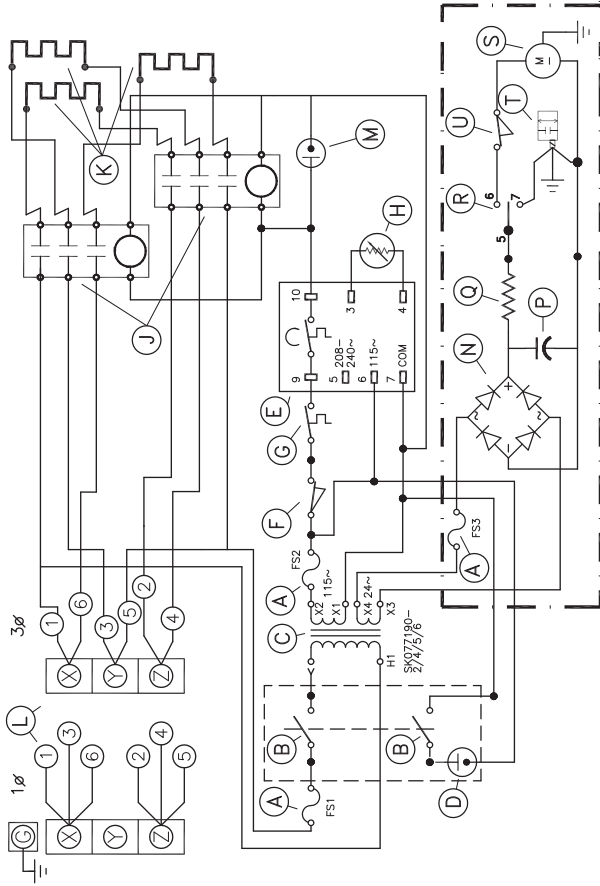 G
1ø
L
3ø
X
Y
Z
1
3
6
2
4
5
X
Y
Z
1
6
3
5
2
4
K
J
M
H
E
10
3
4
9
5
208-
240~
6
115~
7
COM
G
F
A
FS2
C
X2
115~
X1
X4
24~
X3
H1
SK077190-
2/4/5/6
B
B
A
FS1
D
A
FS3
N
~
+
-
~
P
Q
R
5
6
7
U
T
S
M